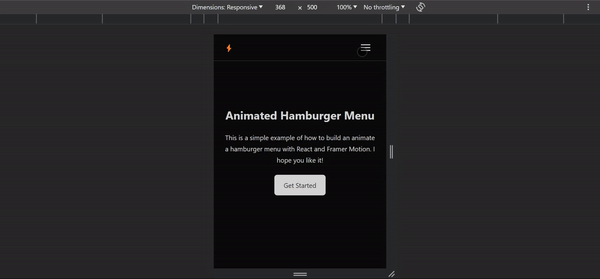 Dimensions: Responsive ▼ 368 × 500 100% ▼ No throttling ▼
Animated Hamburger Menu
This is a simple example of how to build an animate
a hamburger menu with React and Framer Motion. I
hope you like it!
Get Started